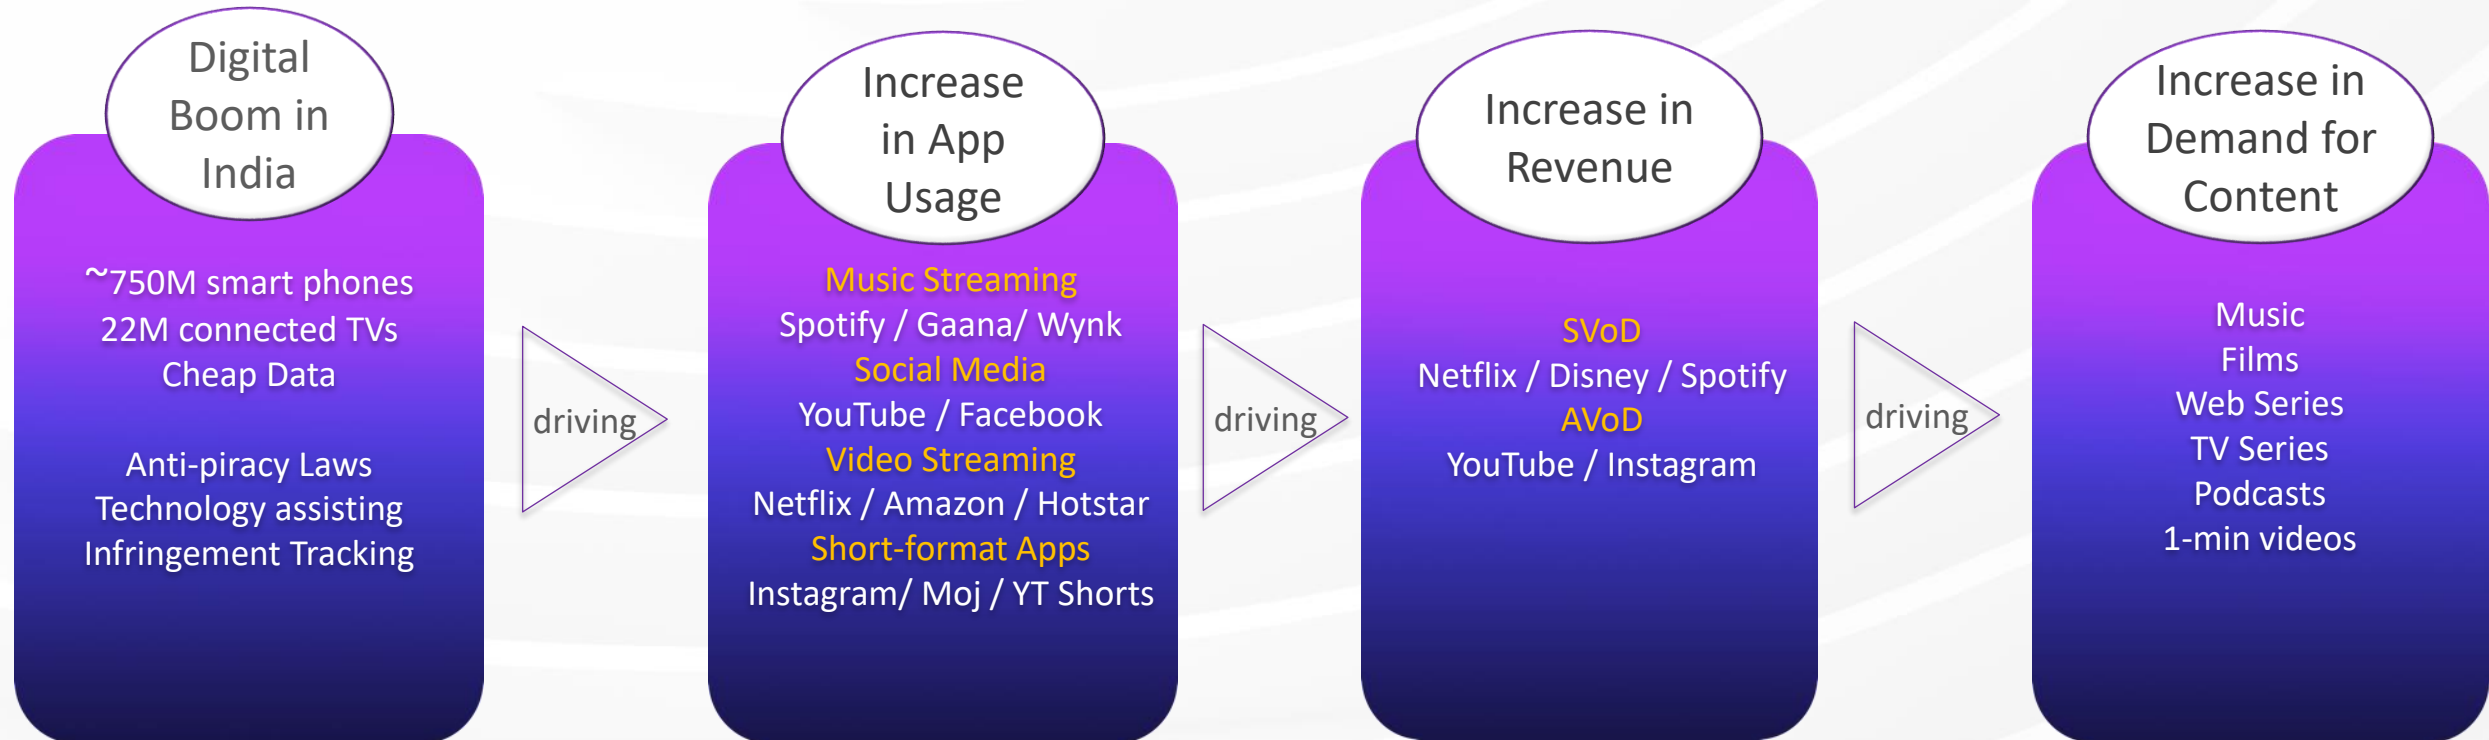 Digital
Boom in
India
~750M smart phones
22M connected TVs
Cheap Data
Anti-piracy Laws
Technology assisting
Infringement Tracking
driving
Increase
in App
Usage
Music Streaming
Spotify / Gaana/ Wynk
Social Media
YouTube / Facebook
Video Streaming
Netflix / Amazon / Hotstar
Short-format Apps
Instagram/ Moj / YT Shorts
driving
Increase in
Revenue
SVoD
Netflix / Disney / Spotify
AVoD
YouTube / Instagram
driving
Increase in
Demand for
Content
Music
Films
Web Series
TV Series
Podcasts
1-min videos